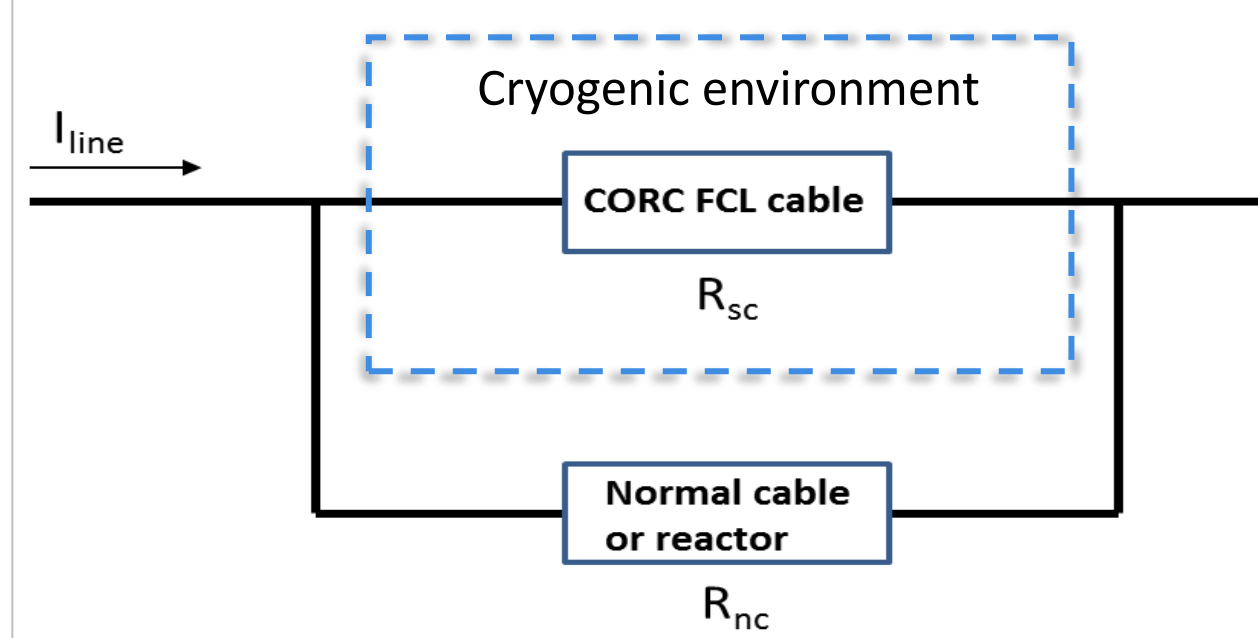 Cryogenic environment
I_line
CORC FCL cable
R_sc
Normal cable
or reactor
R_nc